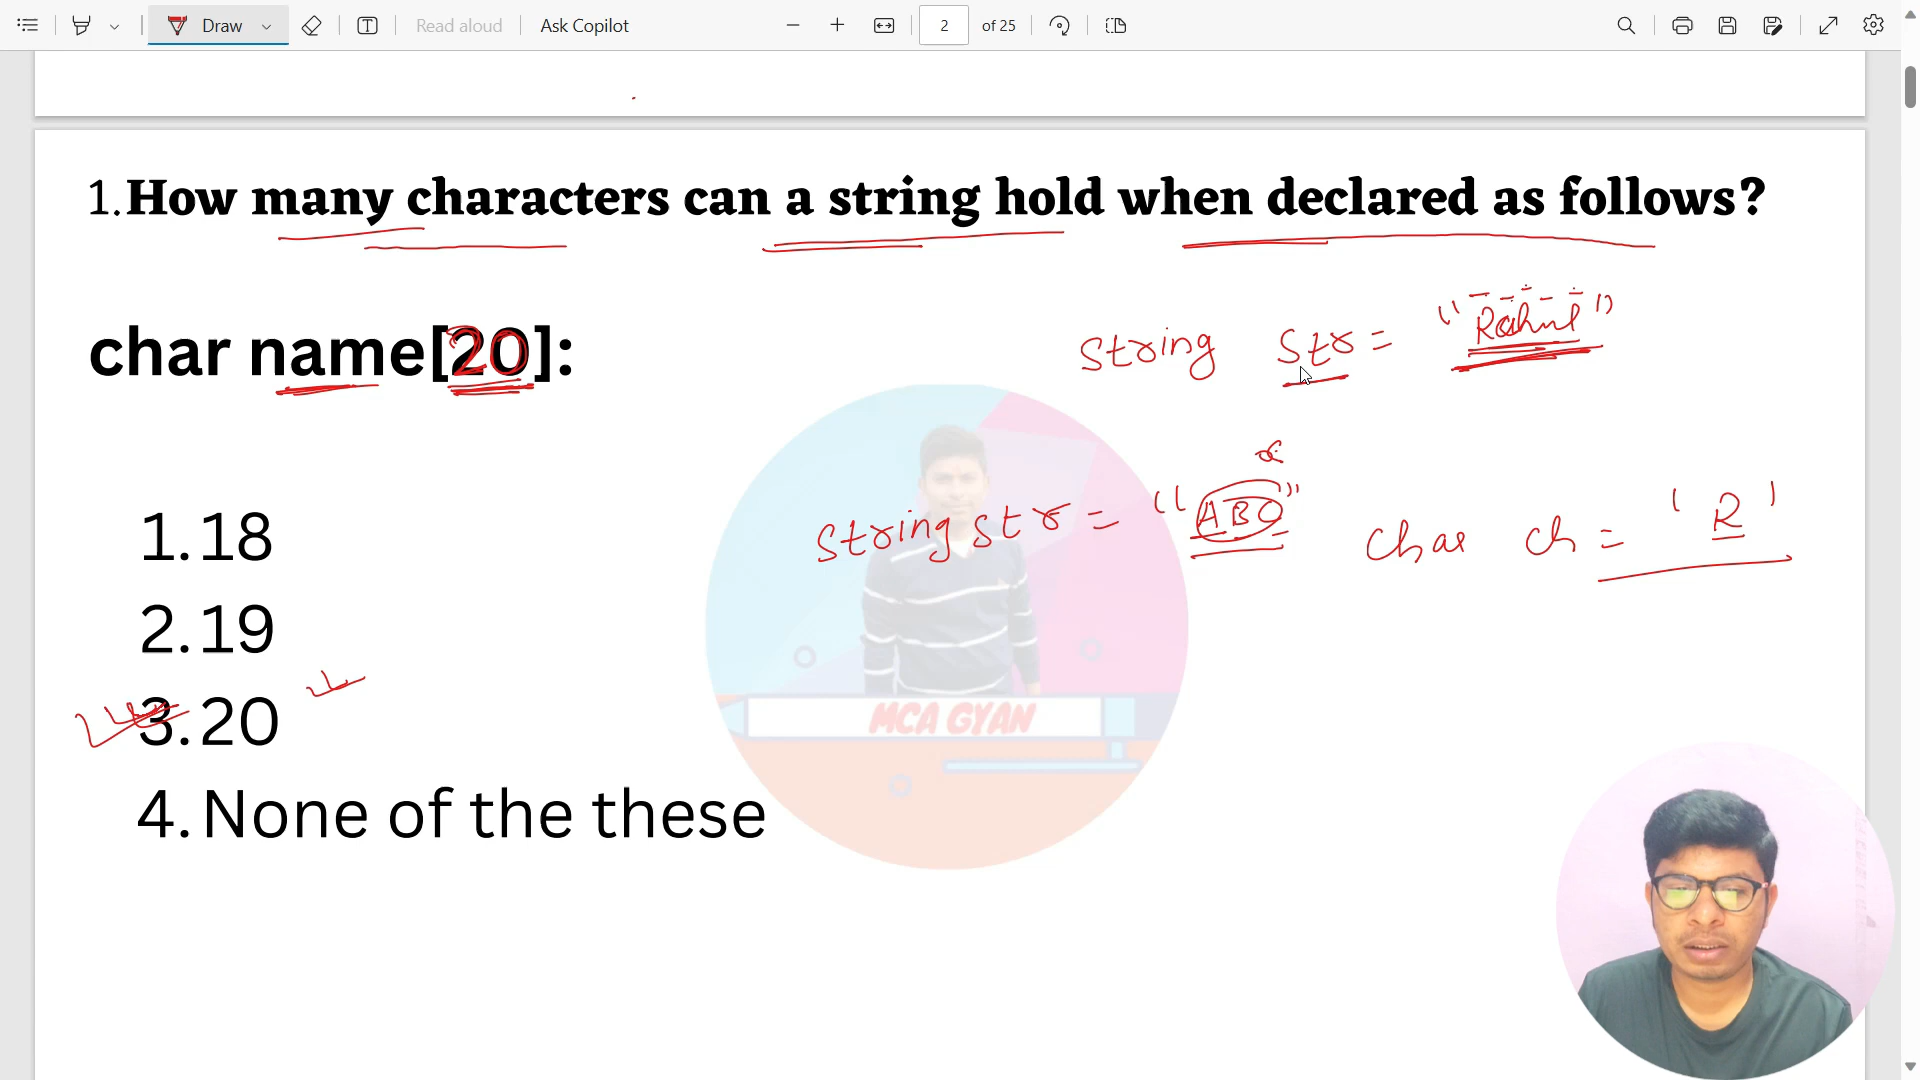 Draw
Read aloud
Ask Copilot
2 of 25
1.How many characters can a string hold when declared as follows?
char name[20]:
String Str = "Rahul"
String str = "ABC"
Char ch = 'R'
1.18
2.19
3.20
4.None of the these
MCA GYAN